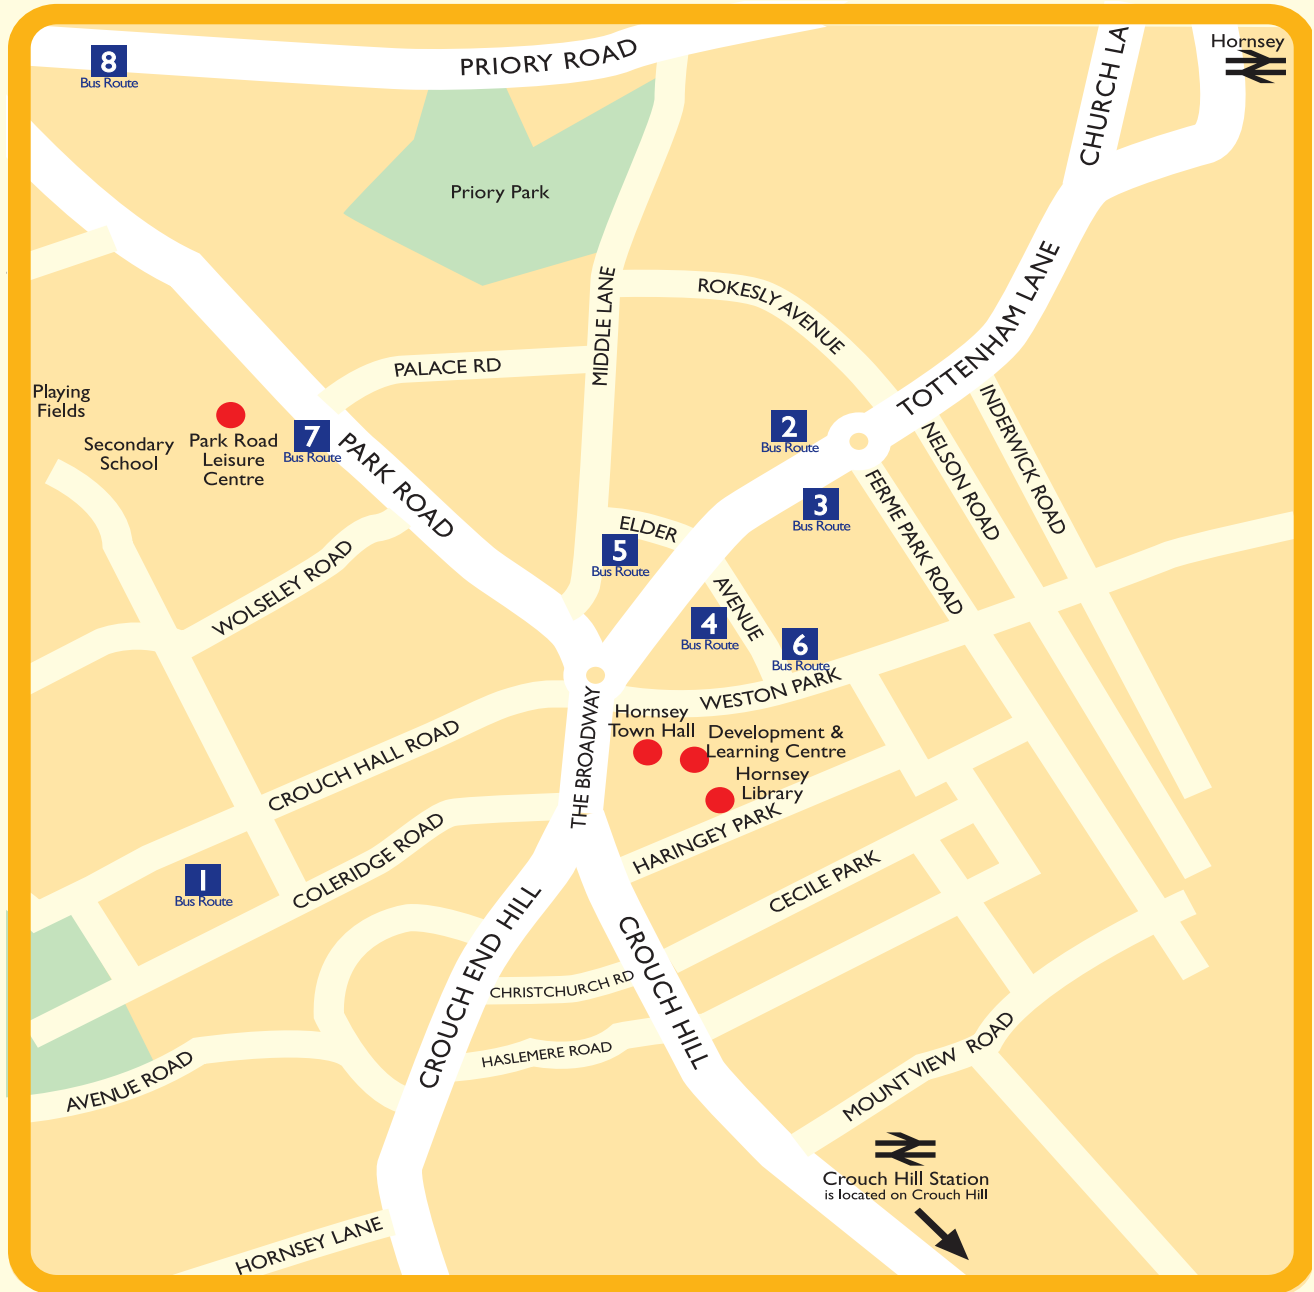 Hornsey
8
Bus Route
PRIORY ROAD
CHURCH LA
Priory Park
MIDDLE LANE
ROKESLY AVENUE
TOTTENHAM LANE
PALACE RD
Playing
Fields
Secondary
School
Park Road
Leisure
Centre
7
Bus Route
PARK ROAD
2
Bus Route
3
Bus Route
INDERWICK ROAD
NELSON ROAD
FERME PARK ROAD
ELDER
AVENUE
5
Bus Route
WOLSELEY ROAD
4
Bus Route
6
Bus Route
WESTON PARK
Hornsey
Town Hall
Development &
Learning Centre
Hornsey
Library
THE BROADWAY
CROUCH HALL ROAD
COLERIDGE ROAD
HARINGEY PARK
CECILE PARK
1
Bus Route
CROUCH END HILL
CROUCH HILL
CHRISTCHURCH RD
HASLEMERE ROAD
AVENUE ROAD
MOUNT VIEW ROAD
Crouch Hill Station
is located on Crouch Hill
HORNSEY LANE